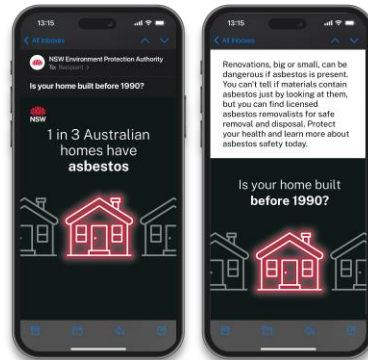 13:15
All Inboxes
NSW Environment Protection Authority
To: Recipient >
Is your home built before 1990?
NSW
1 in 3 Australian
homes have
asbestos
13:15
All Inboxes
Renovations, big or small, can be
dangerous if asbestos is present.
You can't tell if materials contain
asbestos just by looking at them,
but you can find licensed
asbestos removalists for safe
removal and disposal. Protect
your health and learn more about
asbestos safety today.
Is your home built
before 1990?